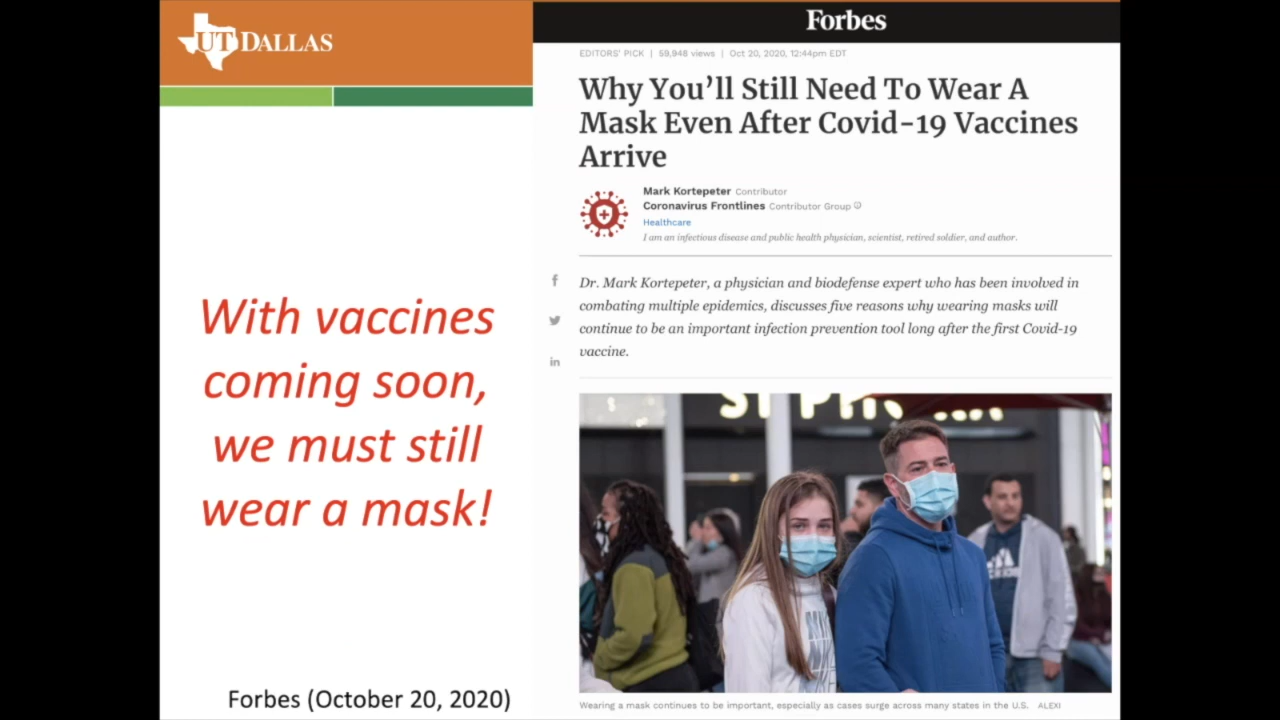 UT DALLAS
With vaccines
coming soon,
we must still
wear a mask!
Forbes (October 20, 2020)
Forbes
EDITORS' PICK | 59,948 views | Oct 20, 2020, 12:44pm EDT
Why You’ll Still Need To Wear A
Mask Even After Covid-19 Vaccines
Arrive
Mark Kortepeter Contributor
Coronavirus Frontlines Contributor Group
Healthcare
I am an infectious disease and public health physician, scientist, retired soldier, and author.
Dr. Mark Kortepeter, a physician and biodefense expert who has been involved in
combating multiple epidemics, discusses five reasons why wearing masks will
continue to be an important infection prevention tool long after the first Covid-19
vaccine.
Wearing a mask continues to be important, especially as cases surge across many states in the U.S. ALEXI